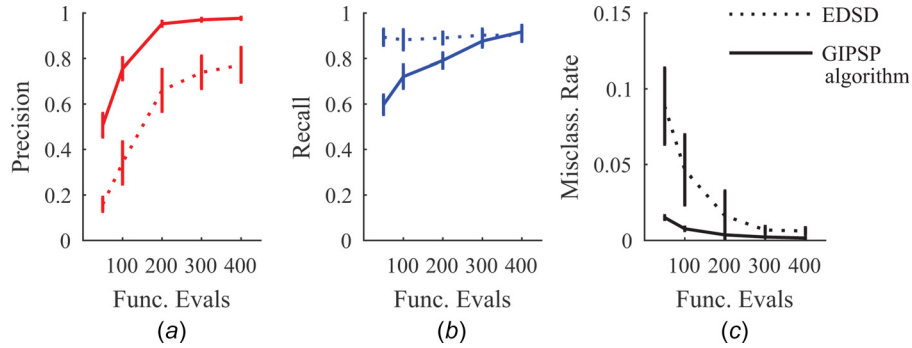 1
0.8
0.6
0.4
0.2
0
Precision
100 200 300 400
Func. Evals
(a)
1
0.8
0.6
0.4
0.2
0
Recall
100 200 300 400
Func. Evals
(b)
0.15
0.1
0.05
0
Misclass. Rate
100 200 300 400
Func. Evals
(c)
EDSD
GIPSP
algorithm